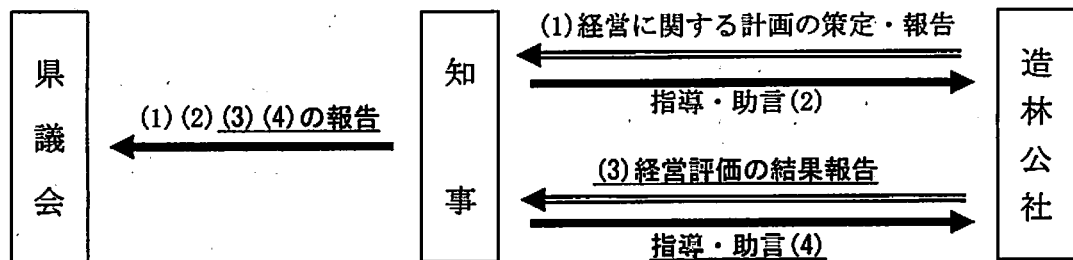 県議会
(1)(2)(3)(4)の報告
知事
(1)経営に関する計画の策定・報告
指導・助言(2)
(3)経営評価の結果報告
指導・助言(4)
造林公社